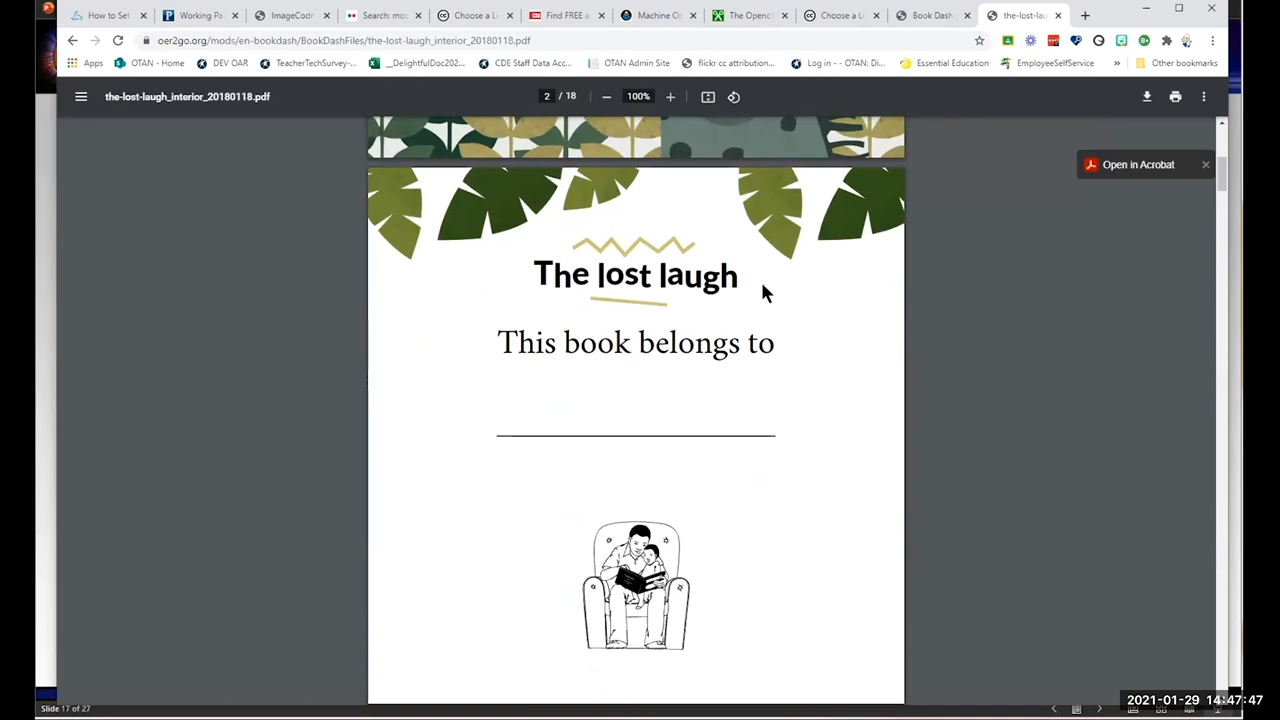 How to Se
Working Pa
ImageCod
Search: mo
Choose a Li
Find FREE a
Machine Op
The Openc
Choose a Li
Book Dash
the-lost-lau
oer2go.org/mods/en-bookdash/BookDashFiles/the-lost-laugh_interior_20180118.pdf
Apps
OTAN - Home
DEV OAR
TeacherTechSurvey-...
__DelightfulDoc202...
CDE Staff Data Acc...
OTAN Admin Site
flickr cc attribution...
Log in - - OTAN: Di...
Essential Education
EmployeeSelfService
»
Other bookmarks
the-lost-laugh_interior_20180118.pdf
2 / 18
100%
Open in Acrobat
The lost laugh
This book belongs to
Slide 17 of 27
2021-01-29 14:47:47